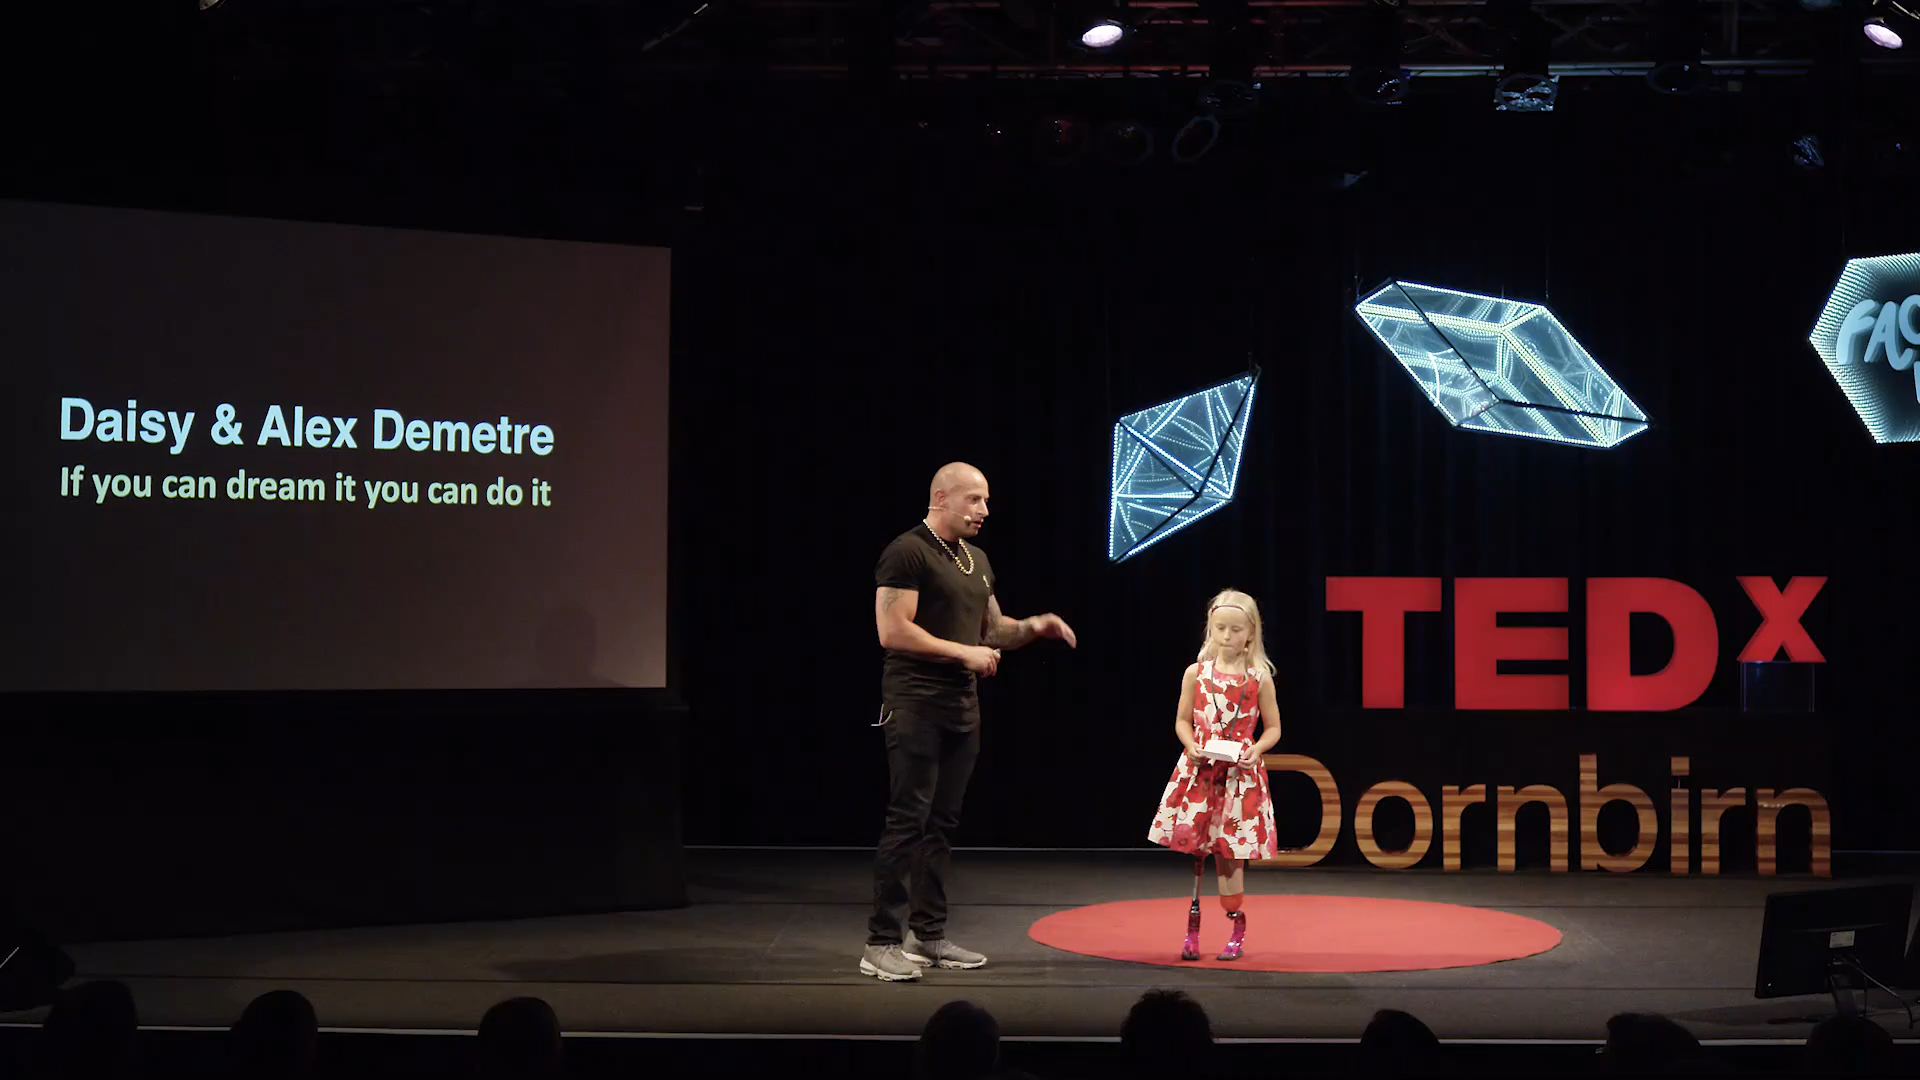 Daisy & Alex Demetre
If you can dream it you can do it
TEDx
Dornbirn